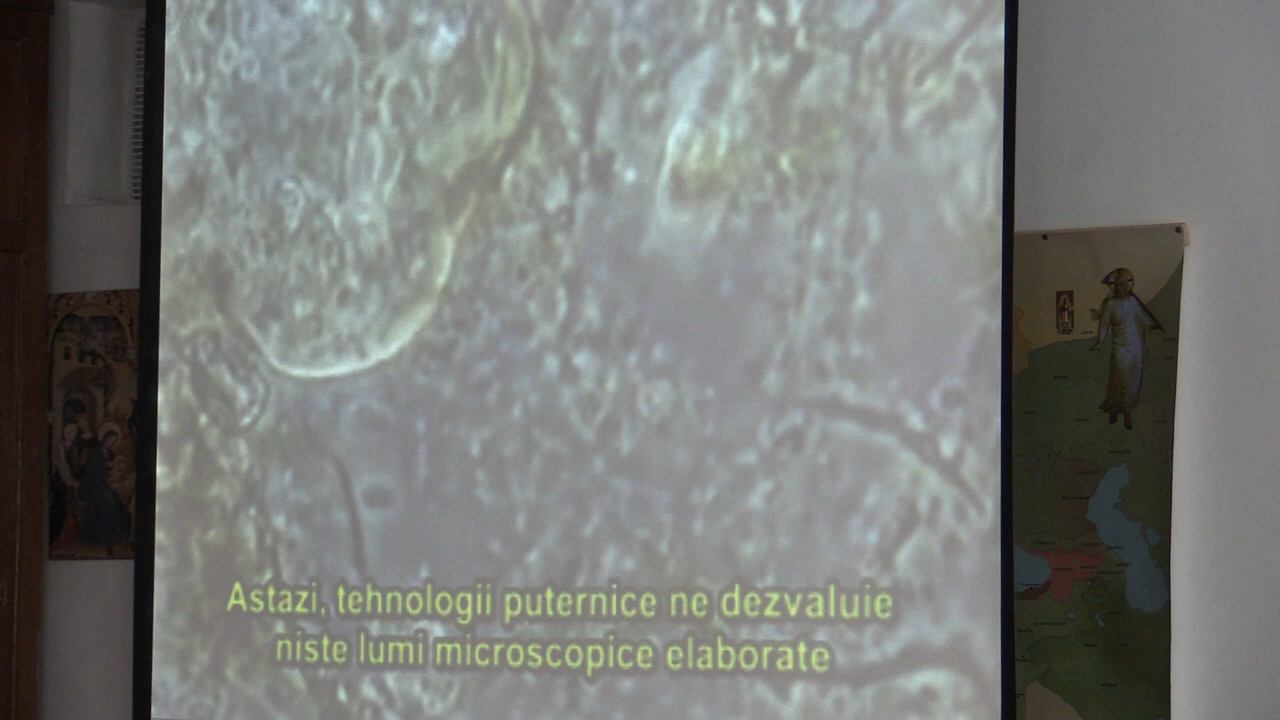 Astazi, tehnologii puternice ne dezvaluie
niste lumi microscopice elaborate